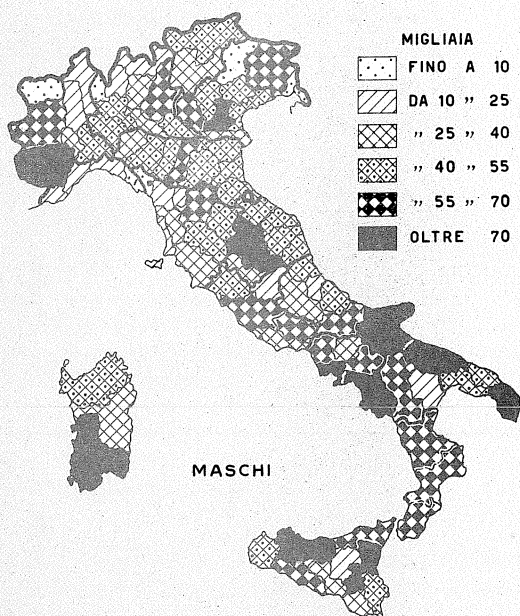 MIGLIAIA
FINO A 10
DA 10 „ 25
„ 25 „ 40
„ 40 „ 55
„ 55 „ 70
OLTRE 70
MASCHI